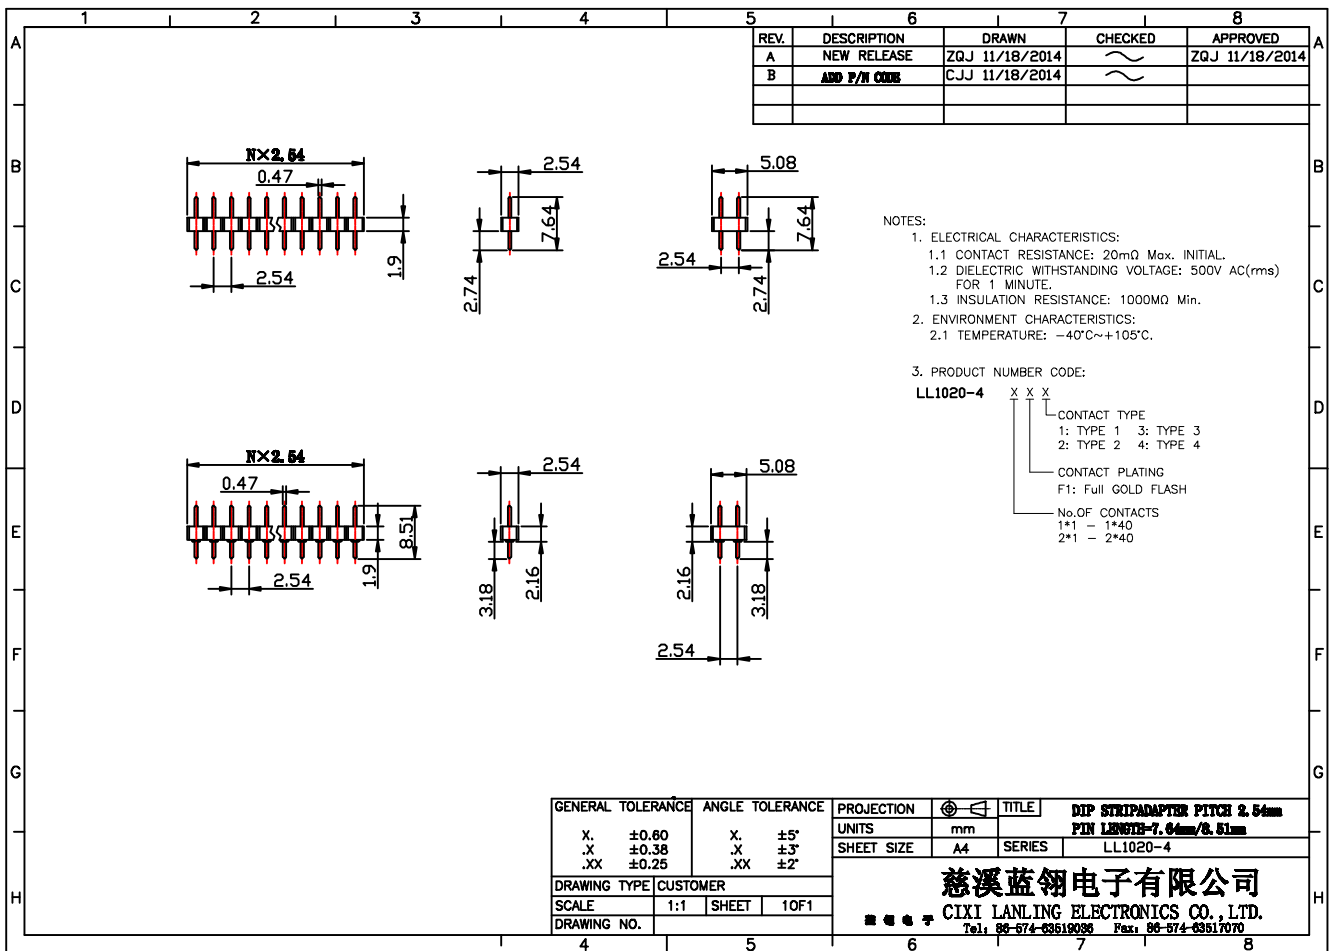 1 2 3 4 5 6 7 8
A A
REV. DESCRIPTION DRAWN CHECKED APPROVED
A NEW RELEASE ZQJ 11/18/2014 ZQJ 11/18/2014
B ADD P/N CODE CJJ 11/18/2014
B B
N×2.54
0.47
2.54
1.9
2.54
7.64
2.74
5.08
7.64
2.54
2.74
NOTES:
1. ELECTRICAL CHARACTERISTICS:
1.1 CONTACT RESISTANCE: 20mΩ Max. INITIAL.
1.2 DIELECTRIC WITHSTANDING VOLTAGE: 500V AC(rms)
FOR 1 MINUTE.
1.3 INSULATION RESISTANCE: 1000MΩ Min.
2. ENVIRONMENT CHARACTERISTICS:
2.1 TEMPERATURE: −40°C~+105°C.
C C
3. PRODUCT NUMBER CODE:
LL1020-4 X X X
CONTACT TYPE
1: TYPE 1 3: TYPE 3
2: TYPE 2 4: TYPE 4
CONTACT PLATING
F1: Full GOLD FLASH
No.OF CONTACTS
1*1 − 1*40
2*1 − 2*40
D D
N×2.54
0.47
8.51
1.9
2.54
2.54
3.18
2.16
5.08
2.16
3.18
2.54
E E
F F
G G
H H
GENERAL TOLERANCE ANGLE TOLERANCE
X. ±0.60 X. ±5°
.X ±0.38 .X ±3°
.XX ±0.25 .XX ±2°
DRAWING TYPE CUSTOMER
SCALE 1:1 SHEET 1OF1
DRAWING NO.
PROJECTION TITLE DIP STRIPADAPTER PITCH 2.54mm
PIN LENGTH=7.64mm/8.51mm
UNITS mm
SHEET SIZE A4 SERIES LL1020-4
慈溪蓝翎电子有限公司
蓝翎电子 CIXI LANLING ELECTRONICS CO.,LTD.
Tel: 86-574-63519036 Fax: 86-574-63517070
4 5 6 7 8